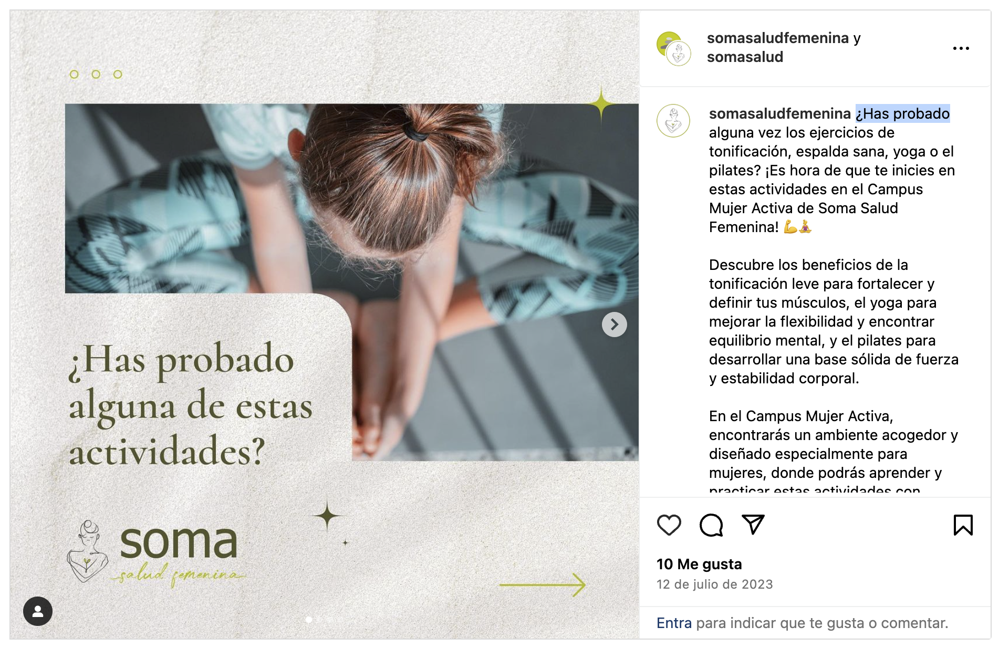 ¿Has probado
alguna de estas
actividades?
soma
salud femenina
somasaludfemenina y
somasalud
somasaludfemenina ¿Has probado
alguna vez los ejercicios de
tonificación, espalda sana, yoga o el
pilates? ¡Es hora de que te inicies en
estas actividades en el Campus
Mujer Activa de Soma Salud
Femenina! 💪🧘‍♀️
Descubre los beneficios de la
tonificación leve para fortalecer y
definir tus músculos, el yoga para
mejorar la flexibilidad y encontrar
equilibrio mental, y el pilates para
desarrollar una base sólida de fuerza
y estabilidad corporal.
En el Campus Mujer Activa,
encontrarás un ambiente acogedor y
diseñado especialmente para
mujeres, donde podrás aprender y
practicar estas actividades con
10 Me gusta
12 de julio de 2023
Entra para indicar que te gusta o comentar.